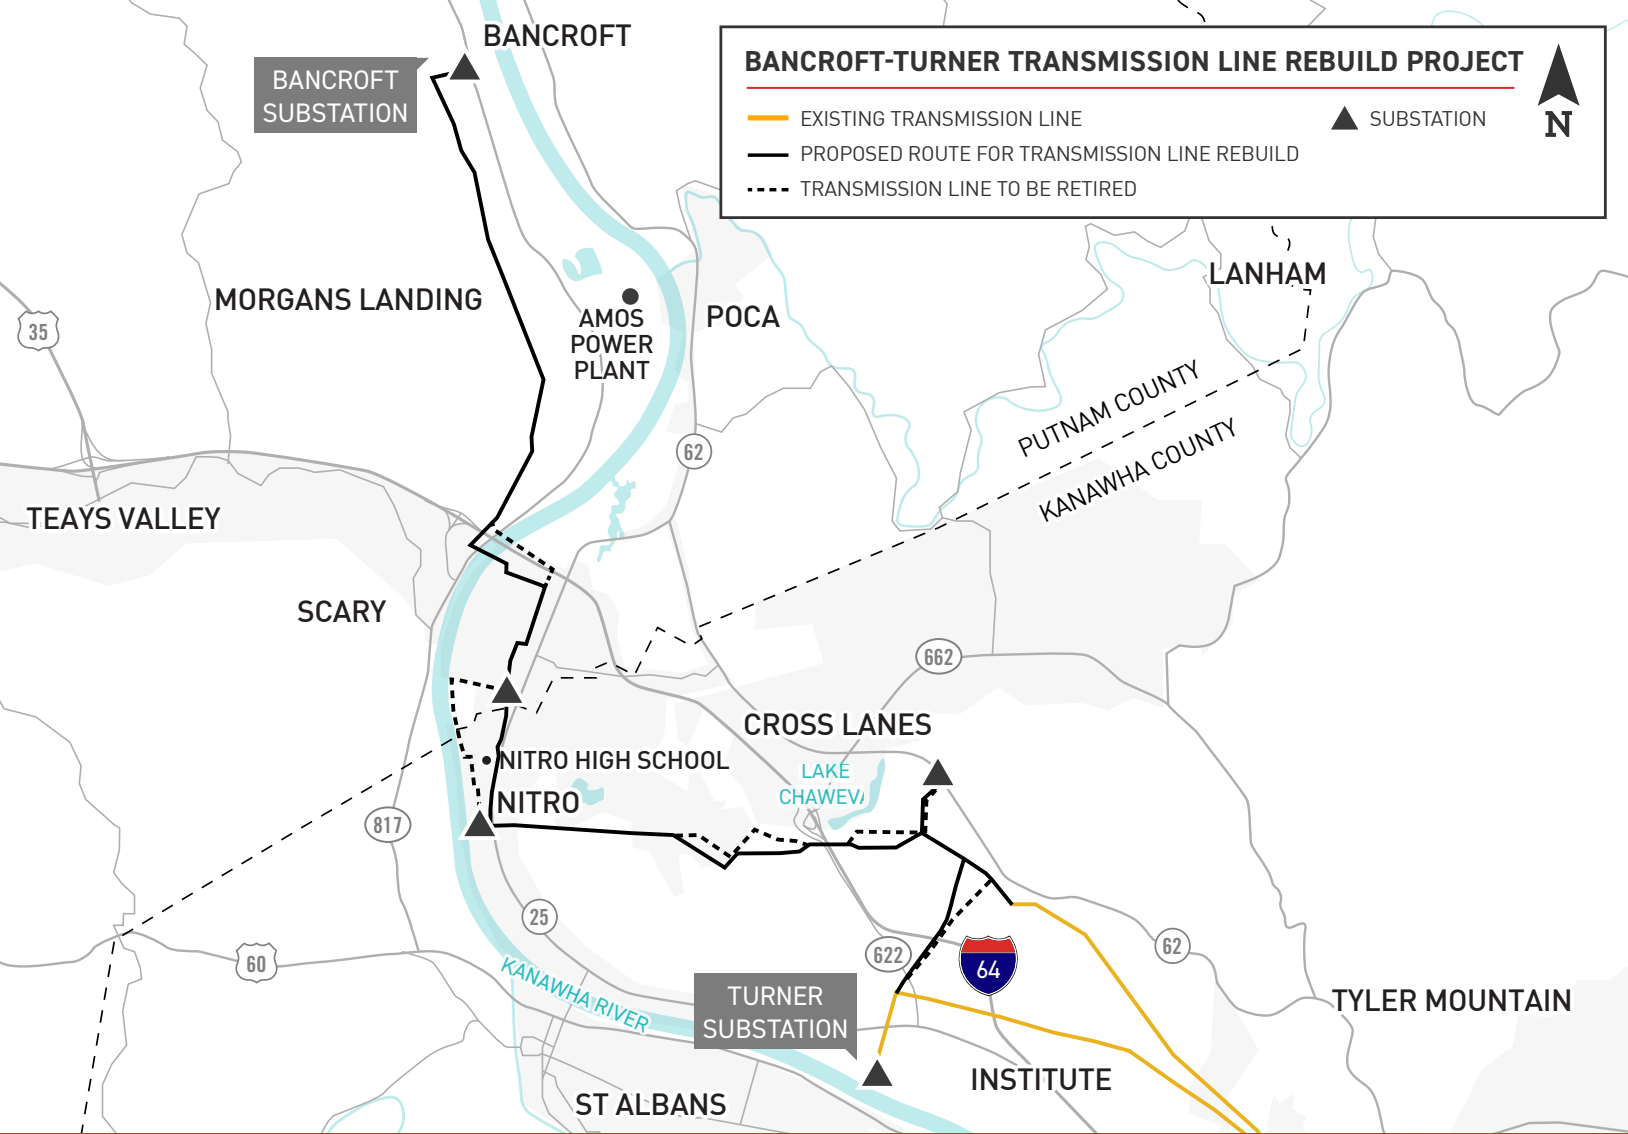 BANCROFT
BANCROFT
SUBSTATION
BANCROFT-TURNER TRANSMISSION LINE REBUILD PROJECT
EXISTING TRANSMISSION LINE
SUBSTATION
N
PROPOSED ROUTE FOR TRANSMISSION LINE REBUILD
TRANSMISSION LINE TO BE RETIRED
LANHAM
MORGANS LANDING
35
AMOS
POWER
PLANT
POCA
PUTNAM COUNTY
KANAWHA COUNTY
62
TEAYS VALLEY
SCARY
662
CROSS LANES
NITRO HIGH SCHOOL
LAKE
CHAWEVA
NITRO
817
25
60
622
64
62
KANAWHA RIVER
TURNER
SUBSTATION
TYLER MOUNTAIN
INSTITUTE
ST ALBANS